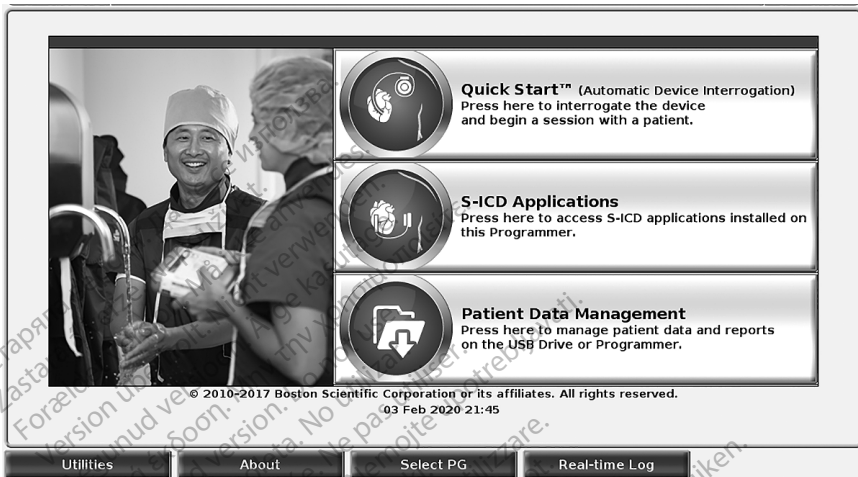 Quick Start™ (Automatic Device Interrogation)
Press here to interrogate the device
and begin a session with a patient.
S-ICD Applications
Press here to access S-ICD applications installed on
this Programmer.
Patient Data Management
Press here to manage patient data and reports
on the USB Drive or Programmer.
© 2010-2017 Boston Scientific Corporation or its affiliates. All rights reserved.
03 Feb 2020 21:45
Utilities
About
Select PG
Real-time Log